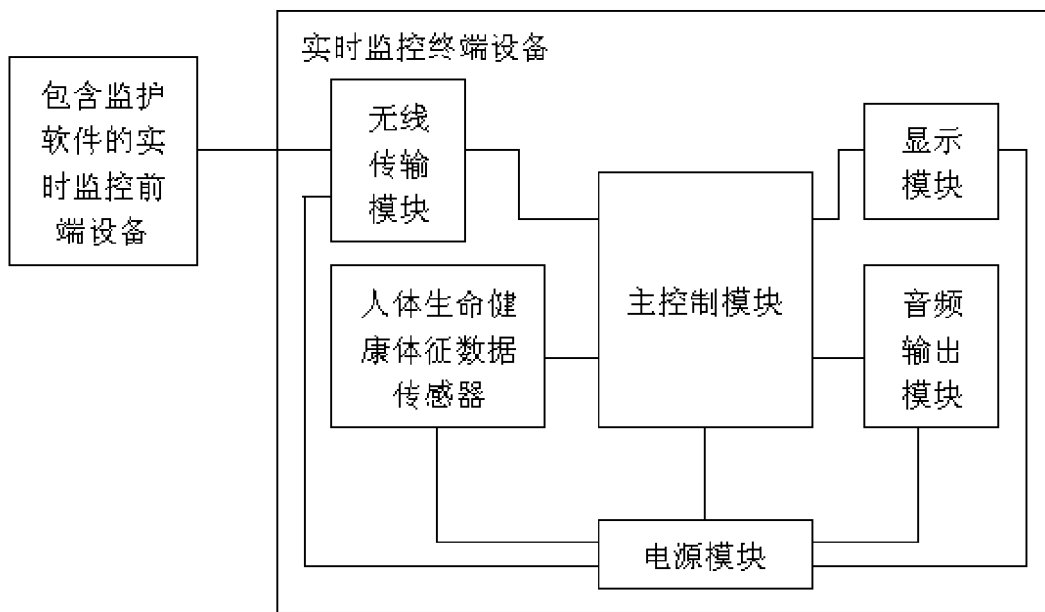 实时监控终端设备
包含监护
软件的实
时监控前
端设备
无线
传输
模块
人体生命健
康体征数据
传感器
主控制模块
显示
模块
音频
输出
模块
电源模块